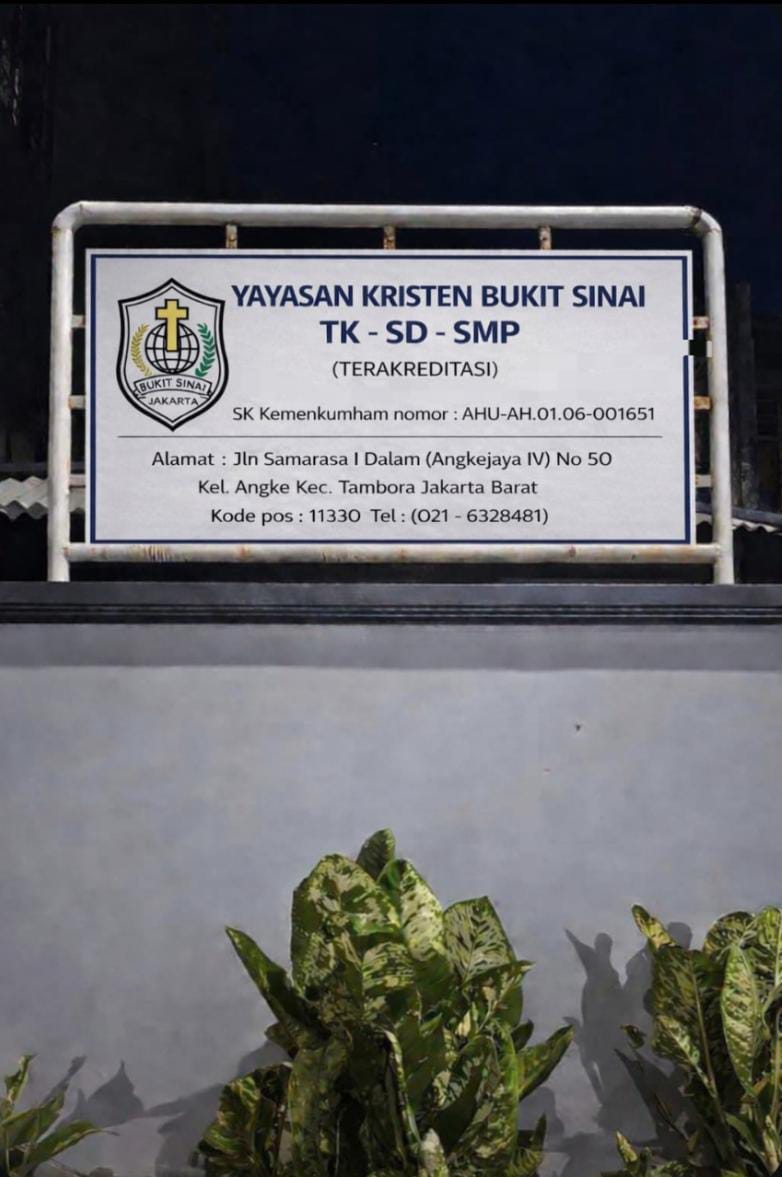 YAYASAN KRISTEN BUKIT SINAI
TK - SD - SMP
(TERAKREDITASI)
SK Kemenkumham nomor : AHU-AH.01.06-001651
BUKIT SINAI
JAKARTA
Alamat : Jln Samarasa I Dalam (Angkejaya IV) No 50
Kel. Angke Kec. Tambora Jakarta Barat
Kode pos : 11330 Tel : (021 - 6328481)